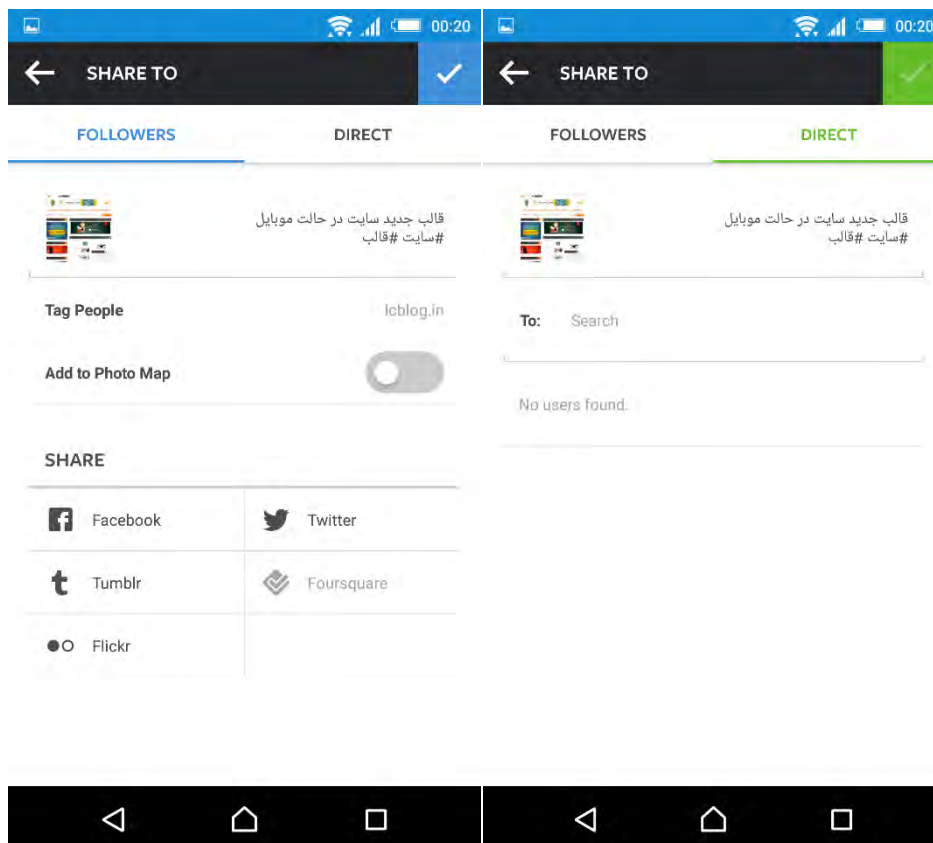 00:20
SHARE TO
FOLLOWERS DIRECT
قالب جدید سایت در حالت موبایل
#سایت #قالب
Tag People lcblog.in
Add to Photo Map
SHARE
Facebook Twitter
Tumblr Foursquare
Flickr
00:20
SHARE TO
FOLLOWERS DIRECT
قالب جدید سایت در حالت موبایل
#سایت #قالب
To: Search
No users found.